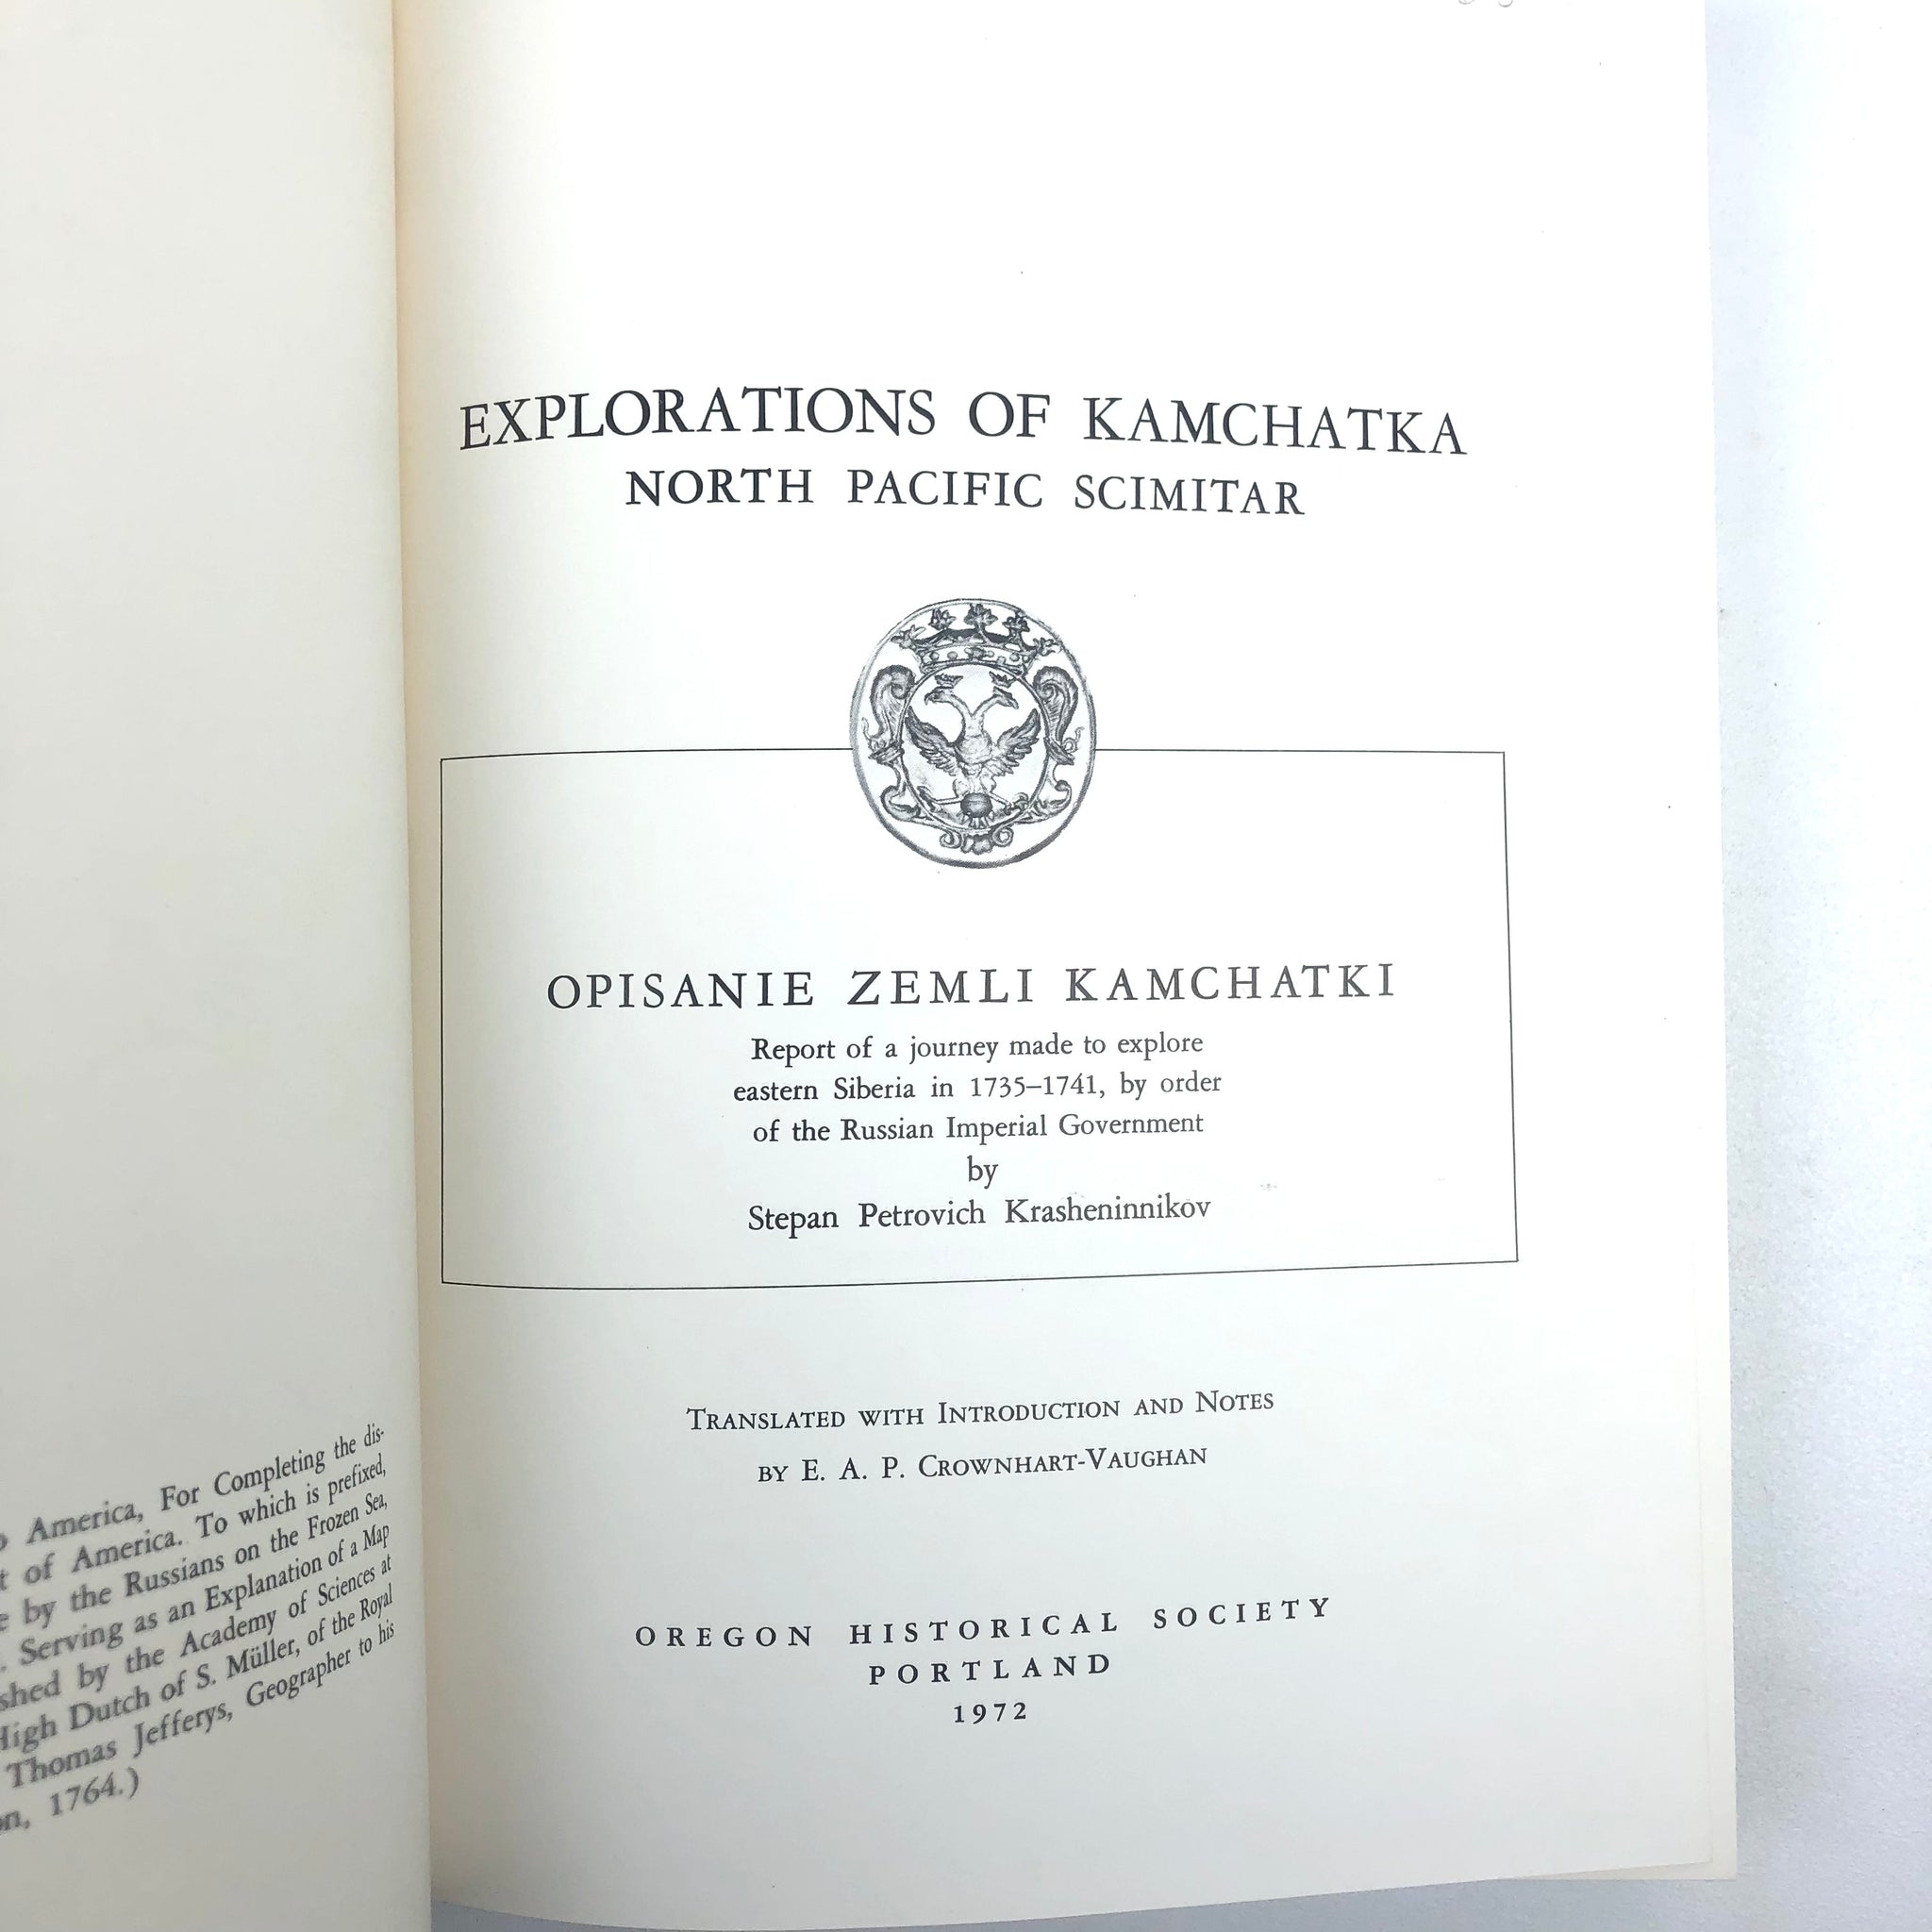 America, For Completing the dis-
of America. To which is prefixed,
by the Russians on the Frozen Sea,
Serving as an Explanation of a Map
by the Academy of Sciences at
High Dutch of S. Müller, of the Royal
Thomas Jefferys, Geographer to his
1764.)
EXPLORATIONS OF KAMCHATKA
NORTH PACIFIC SCIMITAR
OPISANIE ZEMLI KAMCHATKI
Report of a journey made to explore
eastern Siberia in 1735–1741, by order
of the Russian Imperial Government
by
Stepan Petrovich Krasheninnikov
TRANSLATED WITH INTRODUCTION AND NOTES
BY E. A. P. CROWNHART-VAUGHAN
OREGON HISTORICAL SOCIETY
PORTLAND
1972